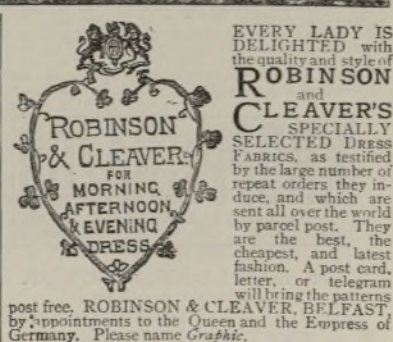 ROBINSON
& CLEAVER
FOR
MORNING
AFTERNOON
& EVENING
DRESS
EVERY LADY IS
DELIGHTED with
the quality and style of
ROBINSON
and
CLEAVER'S
SPECIALLY
SELECTED DRESS
FABRICS, as testified
by the large number of
repeat orders they in-
duce, and which are
sent all over the world
by parcel post. They
are the best, the
cheapest, and latest
fashion. A post card,
letter, or telegram
will bring the patterns
post free. ROBINSON & CLEAVER, BELFAST,
by appointments to the Queen and the Empress of
Germany. Please name Graphic.